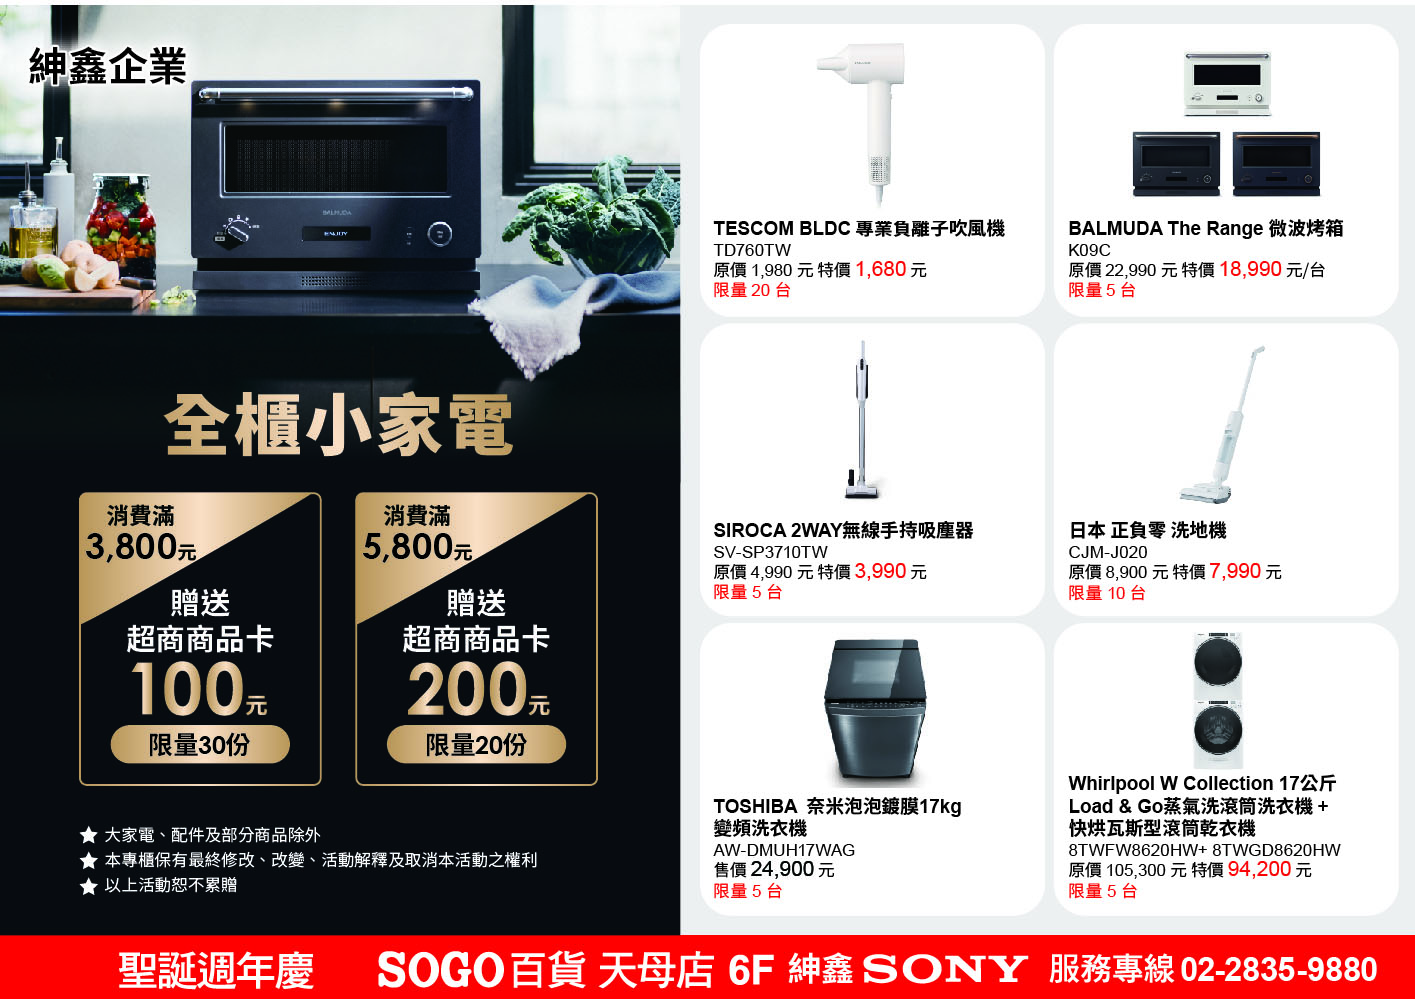 紳鑫企業
BALMUDA
ENJOY
全櫃小家電
消費滿
3,800元
贈送
超商商品卡
100元
限量30份
消費滿
5,800元
贈送
超商商品卡
200元
限量20份
★ 大家電、配件及部分商品除外
★ 本專櫃保有最終修改、改變、活動解釋及取消本活動之權利
★ 以上活動恕不累贈
TESCOM BLDC 專業負離子吹風機
TD760TW
原價 1,980 元 特價 1,680 元
限量 20 台
BALMUDA The Range 微波烤箱
K09C
原價 22,990 元 特價 18,990 元/台
限量 5 台
SIROCA 2WAY無線手持吸塵器
SV-SP3710TW
原價 4,990 元 特價 3,990 元
限量 5 台
日本 正負零 洗地機
CJM-J020
原價 8,900 元 特價 7,990 元
限量 10 台
TOSHIBA 奈米泡泡鍍膜17kg
變頻洗衣機
AW-DMUH17WAG
售價 24,900 元
限量 5 台
Whirlpool W Collection 17公斤
Load & Go蒸氣洗滾筒洗衣機 +
快烘瓦斯型滾筒乾衣機
8TWFW8620HW+ 8TWGD8620HW
原價 105,300 元 特價 94,200 元
限量 5 台
聖誕週年慶 SOGO百貨 天母店 6F 紳鑫 SONY 服務專線 02-2835-9880